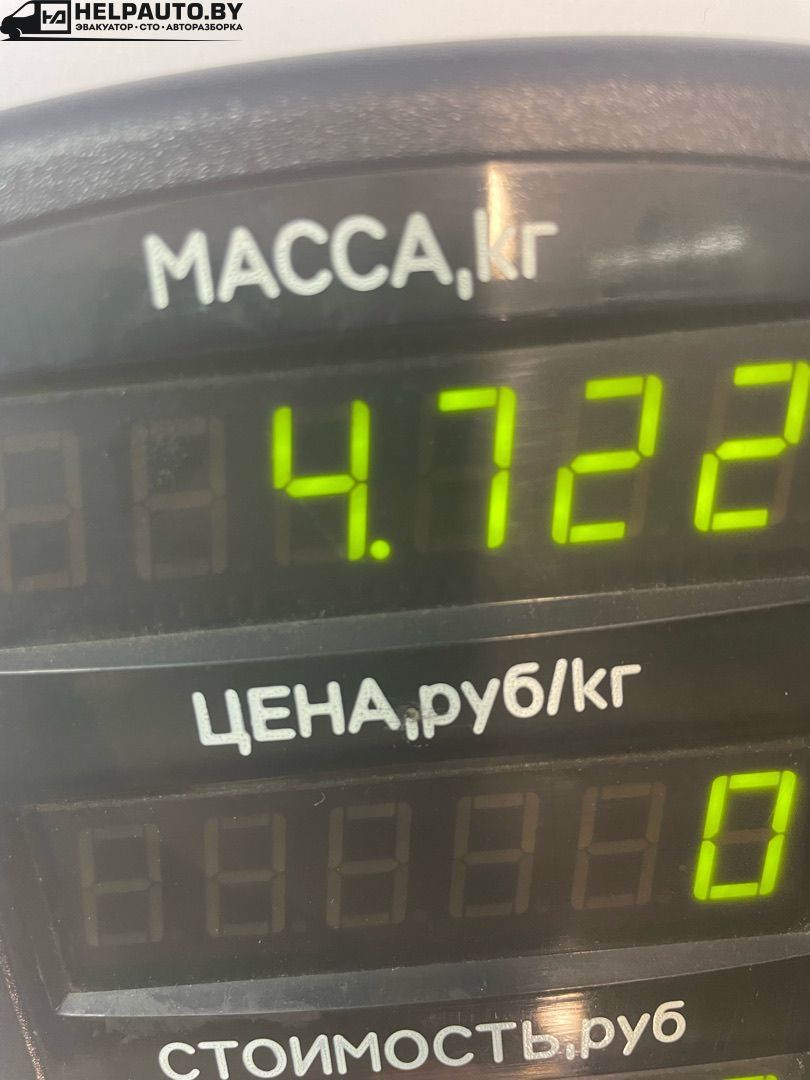 HELPAUTO.BY
ЭВАКУАТОР • СТО • АВТОРАЗБОРКА
МАССА,кг
4.722
ЦЕНА,руб/кг
0
СТОИМОСТЬ,руб